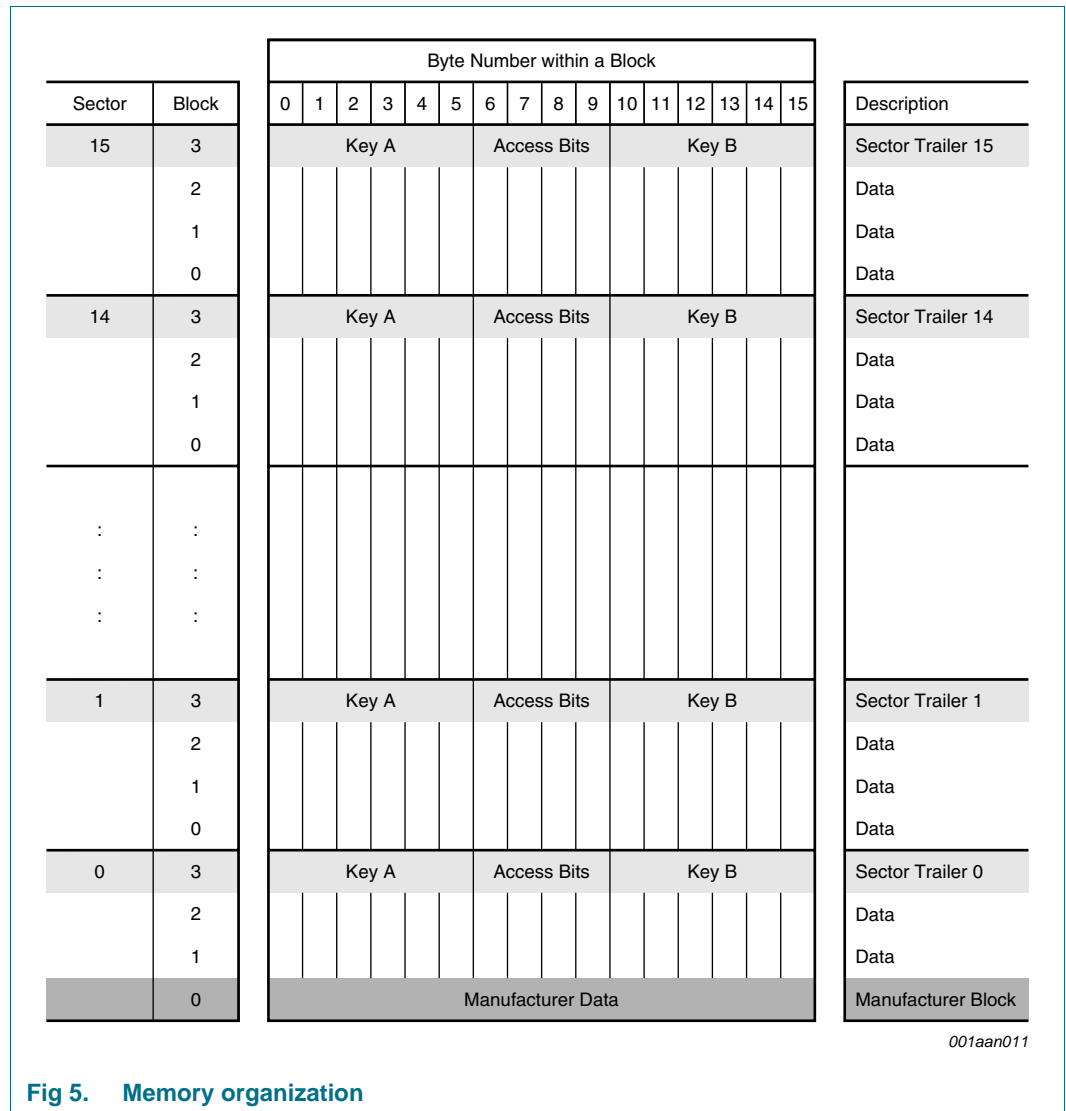 Byte Number within a Block
Sector Block 0 1 2 3 4 5 6 7 8 9 10 11 12 13 14 15 Description
15 3 Key A Access Bits Key B Sector Trailer 15
2 Data
1 Data
0 Data
14 3 Key A Access Bits Key B Sector Trailer 14
2 Data
1 Data
0 Data
: :
: :
: :
1 3 Key A Access Bits Key B Sector Trailer 1
2 Data
1 Data
0 Data
0 3 Key A Access Bits Key B Sector Trailer 0
2 Data
1 Data
0 Manufacturer Data Manufacturer Block
001aan011
Fig 5. Memory organization